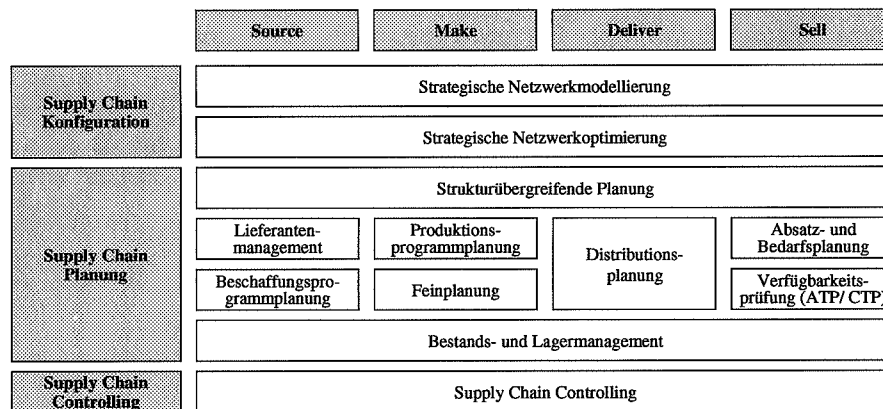 Source
Make
Deliver
Sell
Supply Chain
Konfiguration
Strategische Netzwerkmodellierung
Strategische Netzwerkoptimierung
Supply Chain
Planung
Strukturübergreifende Planung
Lieferanten-
management
Produktions-
programmplanung
Distributions-
planung
Absatz- und
Bedarfsplanung
Beschaffungspro-
grammplanung
Feinplanung
Verfügbarkeits-
prüfung (ATP/ CTP)
Bestands- und Lagermanagement
Supply Chain
Controlling
Supply Chain Controlling